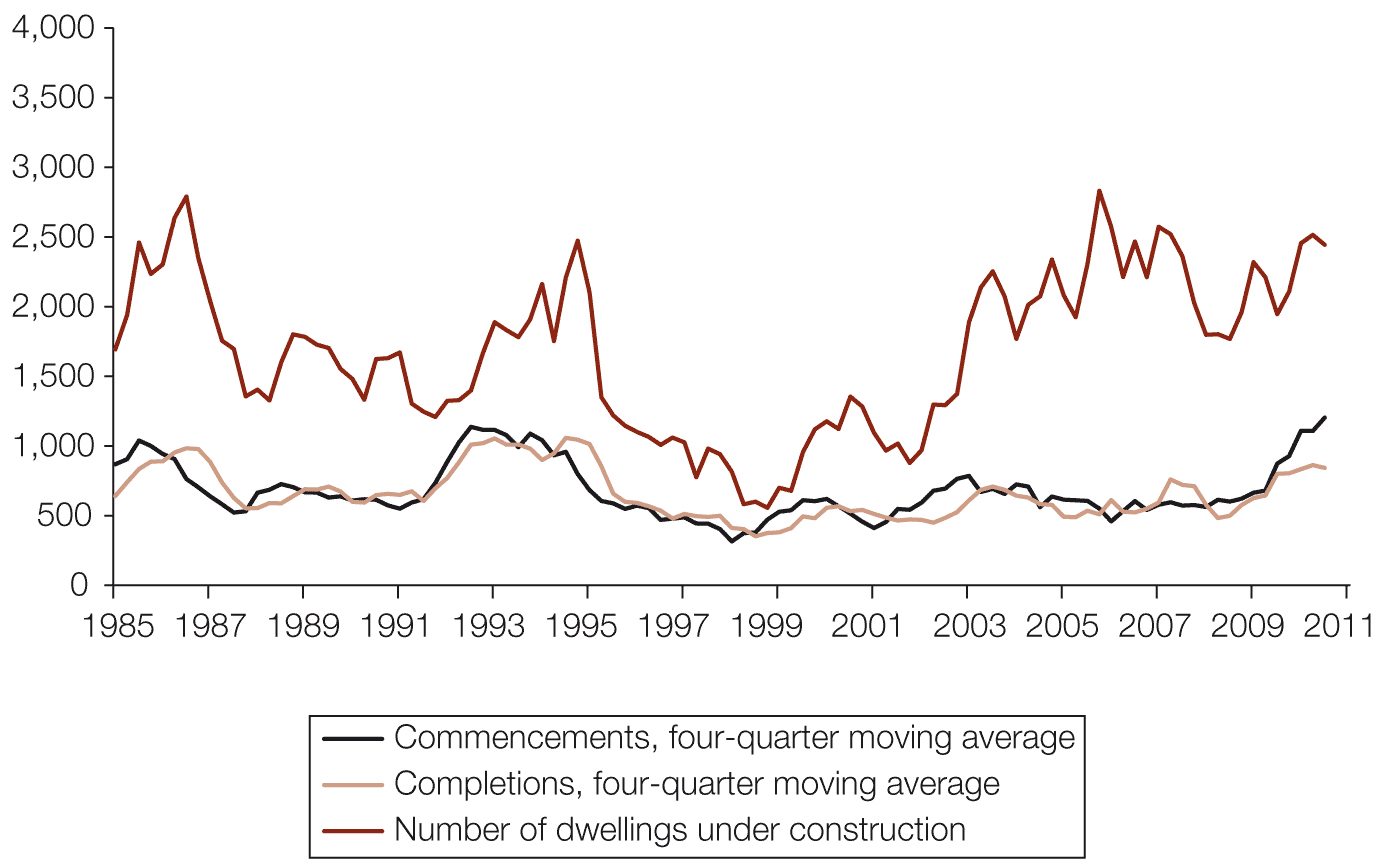 4,000
3,500
3,000
2,500
2,000
1,500
1,000
500
0
1985 1987 1989 1991 1993 1995 1997 1999 2001 2003 2005 2007 2009 2011
Commencements, four-quarter moving average
Completions, four-quarter moving average
Number of dwellings under construction